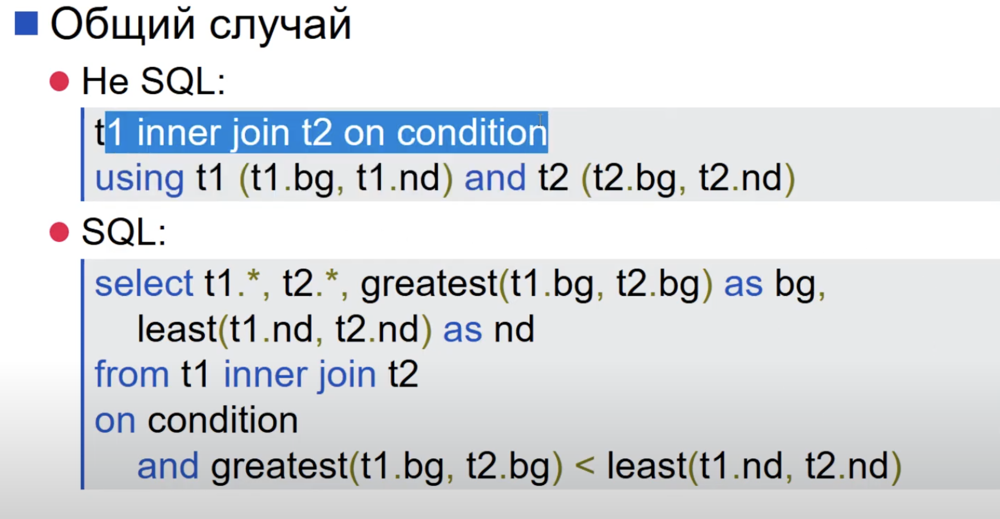 Общий случай
Не SQL:
t1 inner join t2 on condition
using t1 (t1.bg, t1.nd) and t2 (t2.bg, t2.nd)
SQL:
select t1.*, t2.*, greatest(t1.bg, t2.bg) as bg,
least(t1.nd, t2.nd) as nd
from t1 inner join t2
on condition
and greatest(t1.bg, t2.bg) < least(t1.nd, t2.nd)